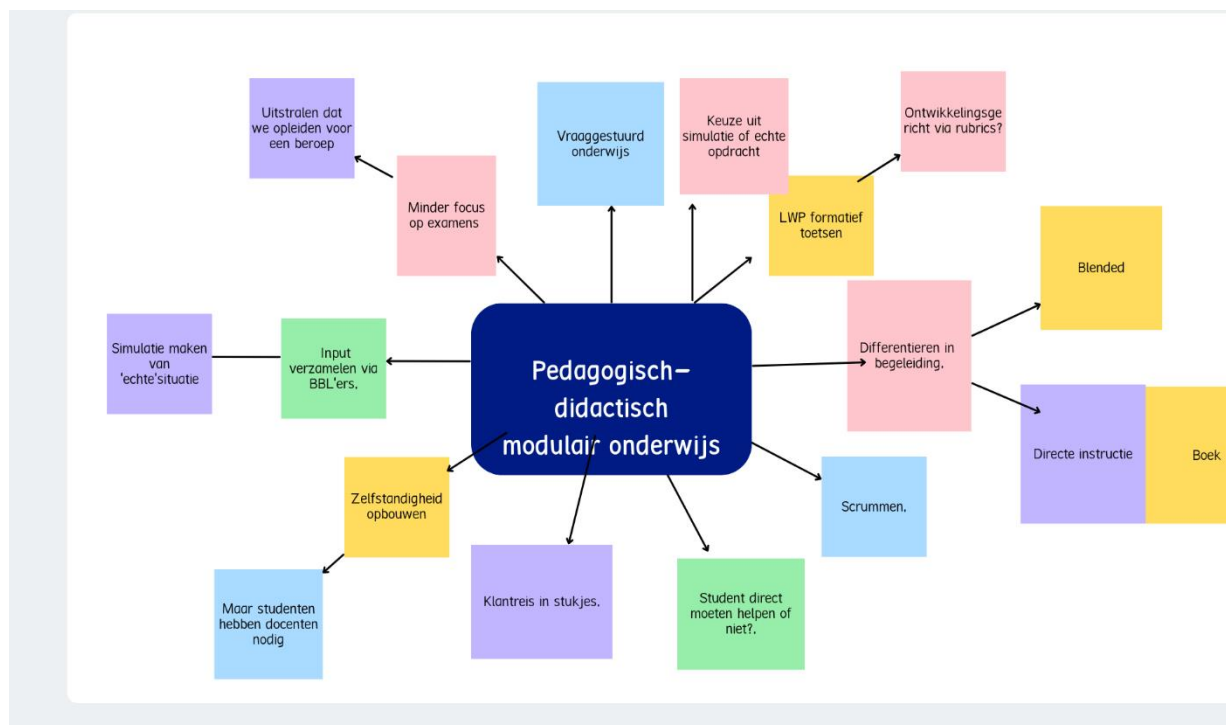 Uitstralen dat
we opleiden voor
een beroep
Minder focus
op examens
Vraaggestuurd
onderwijs
Keuze uit
simulatie of echte
opdracht
LWP formatief
toetsen
Ontwikkelingsge
richt via rubrics?
Blended
Differentieren in
begeleiding.
Directe instructie
Boek
Simulatie maken
van
'echte'situatie
Input
verzamelen via
BBL'ers.
Pedagogisch-
didactisch
modulair onderwijs
Zelfstandigheid
opbouwen
Maar studenten
hebben docenten
nodig
Klantreis in stukjes.
Student direct
moeten helpen of
niet?.
Scrummen.